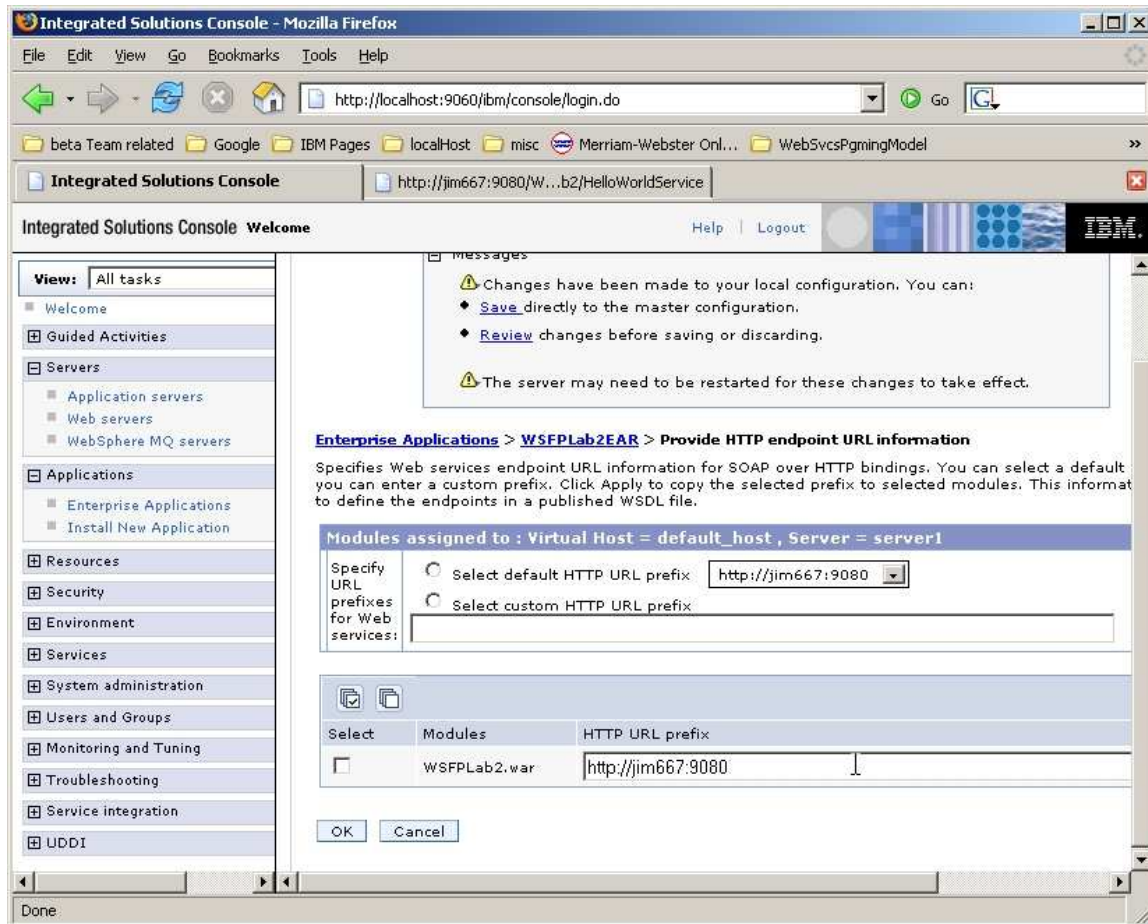 Integrated Solutions Console - Mozilla Firefox
File Edit View Go Bookmarks Tools Help
http://localhost:9060/ibm/console/login.do Go G
beta Team related Google IBM Pages localHost misc Merriam-Webster Onl... WebSvcsPgmingModel »
Integrated Solutions Console http://jim667:9080/W...b2/HelloWorldService
Integrated Solutions Console Welcome Help | Logout IBM.
View: All tasks
Welcome
Guided Activities
Servers
Application servers
Web servers
WebSphere MQ servers
Applications
Enterprise Applications
Install New Application
Resources
Security
Environment
Services
System administration
Users and Groups
Monitoring and Tuning
Troubleshooting
Service integration
UDDI
Messages
Changes have been made to your local configuration. You can:
Save directly to the master configuration.
Review changes before saving or discarding.
The server may need to be restarted for these changes to take effect.
Enterprise Applications > WSFPLab2EAR > Provide HTTP endpoint URL information
Specifies Web services endpoint URL information for SOAP over HTTP bindings. You can select a default
you can enter a custom prefix. Click Apply to copy the selected prefix to selected modules. This informat
to define the endpoints in a published WSDL file.
Modules assigned to : Virtual Host = default_host , Server = server1
Specify
URL
prefixes
for Web
services:
Select default HTTP URL prefix http://jim667:9080
Select custom HTTP URL prefix
Select Modules HTTP URL prefix
WSFPLab2.war http://jim667:9080
OK Cancel
Done